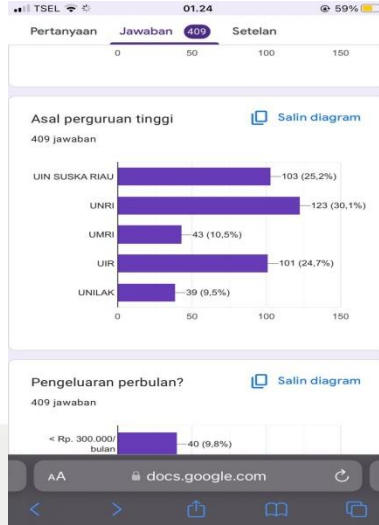 TSEL 01.24 59%
Pertanyaan Jawaban 409 Setelan
0 50 100 150
Asal perguruan tinggi Salin diagram
409 jawaban
UIN SUSKA RIAU 103 (25,2%)
UNRI 123 (30,1%)
UMRI 43 (10,5%)
UIR 101 (24,7%)
UNILAK 39 (9,5%)
0 50 100 150
Pengeluaran perbulan? Salin diagram
409 jawaban
< Rp. 300.000/
bulan 40 (9,8%)
AA docs.google.com